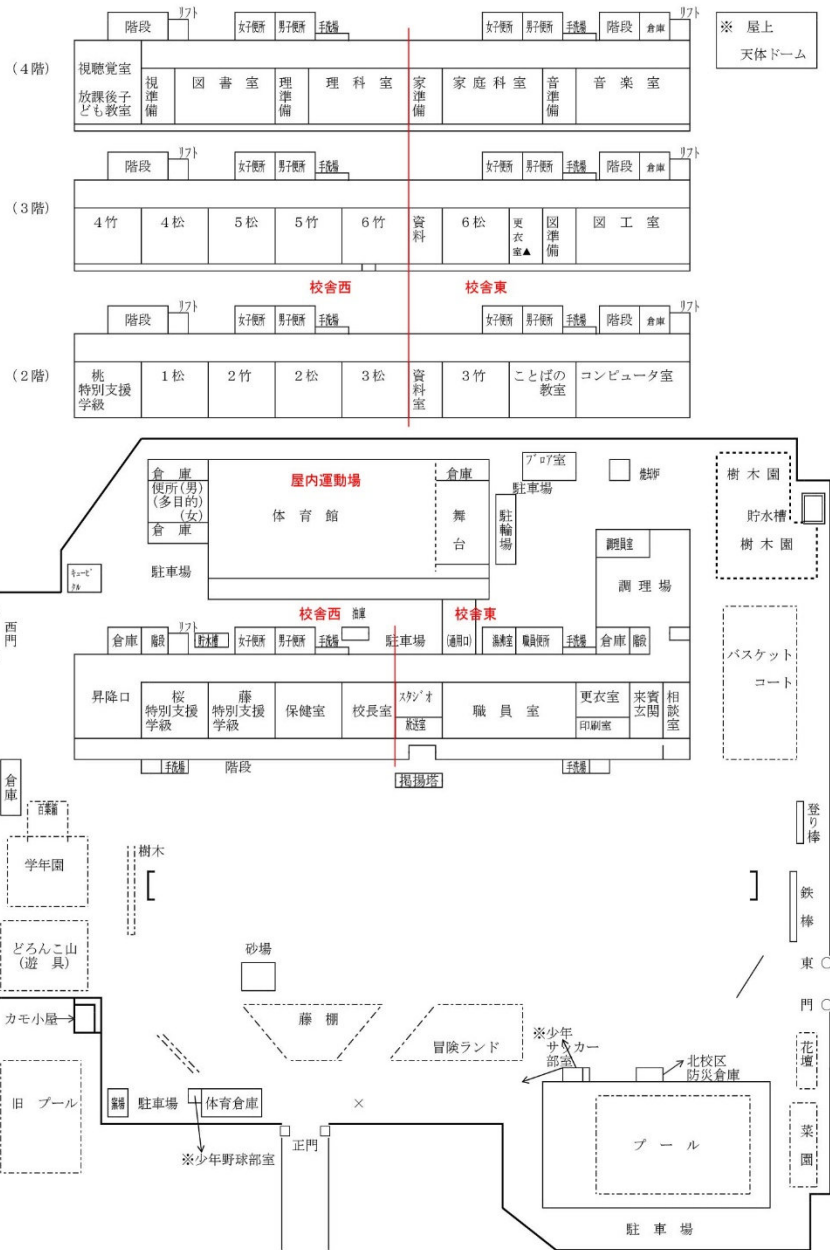 階段
リフト
女子便所
男子便所
手洗場
女子便所
男子便所
手洗場
階段
倉庫
リフト
※ 屋上
天体ドーム
(4階)
視聴覚室
放課後子
ども教室
視準備
図書室
理準備
理科室
家準備
家庭科室
音準備
音楽室
階段
リフト
女子便所
男子便所
手洗場
女子便所
男子便所
手洗場
階段
倉庫
リフト
(3階)
4竹
4松
5松
5竹
6竹
資料
6松
更衣室▲
図準備
図工室
校舎西
校舎東
階段
リフト
女子便所
男子便所
手洗場
女子便所
男子便所
手洗場
階段
倉庫
リフト
(2階)
桃
特別支援
学級
1松
2竹
2松
3松
資料室
3竹
ことばの
教室
コンピュータ室
倉庫
便所(男)
(多目的)
(女)
倉庫
屋内運動場
体育館
倉庫
舞台
駐輪場
ブロア室
駐車場
焼却炉
樹木園
貯水槽
樹木園
調理員室
調理場
駐車場
キュービクル
西門
校舎西
校舎東
倉庫
階段
リフト
貯水槽
女子便所
男子便所
手洗場
駐車場
(通用口)
湯沸室
職員便所
手洗場
倉庫
階段
バスケット
コート
昇降口
桜
特別支援
学級
藤
特別支援
学級
保健室
校長室
スタジオ
放送室
職員室
更衣室
印刷室
来賓玄関
相談室
手洗場
階段
掲揚塔
手洗場
倉庫
百葉箱
学年園
樹木
登り棒
鉄棒
どろんこ山
(遊具)
砂場
東門
カモ小屋
藤棚
冒険ランド
※少年
サッカー
部室
北校区
防災倉庫
花壇
旧プール
駐車場
体育倉庫
×
正門
※少年野球部室
プール
菜園
駐車場